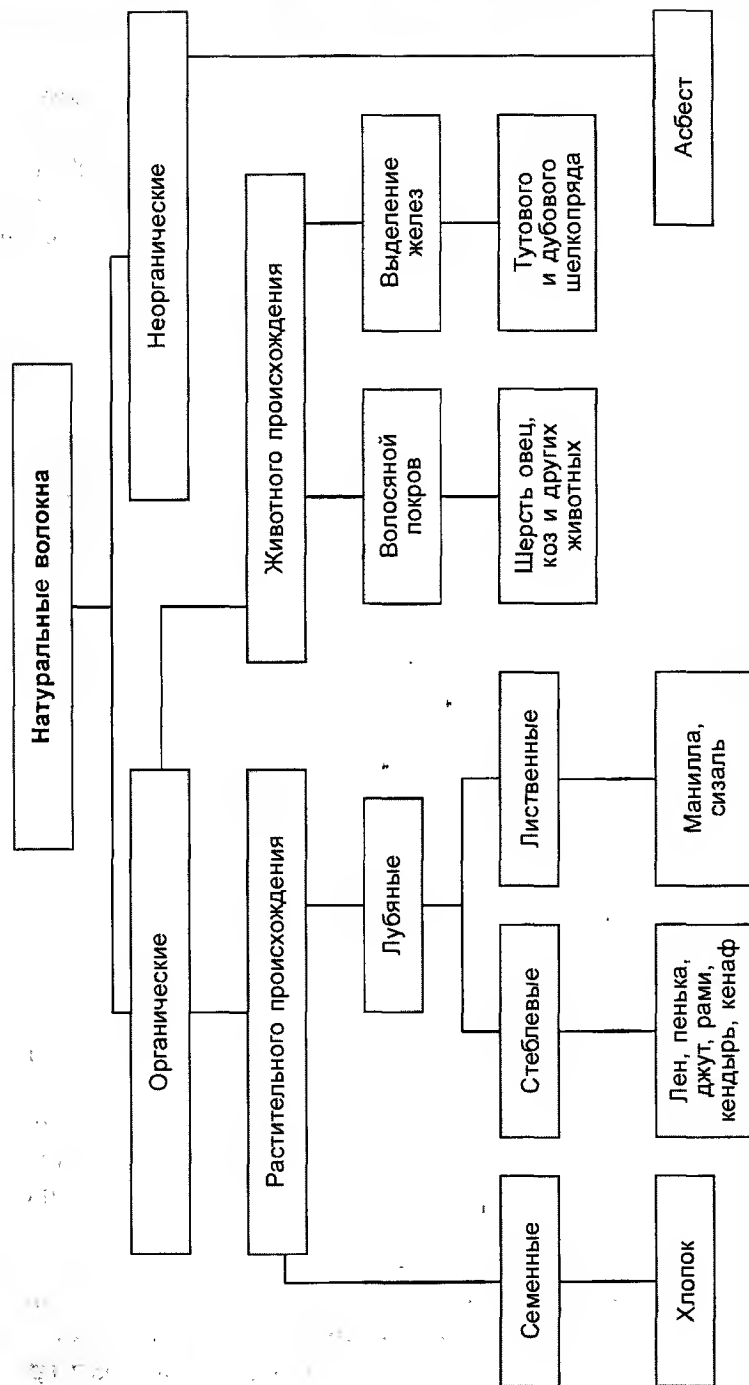 Натуральные волокна
Органические
Неорганические
Растительного происхождения
Животного происхождения
Лубяные
Волосяной
покров
Выделение
желез
Семенные
Стеблевые
Лиственные
Шерсть овец,
коз и других
животных
Тутового
и дубового
шелкопряда
Хлопок
Лен, пенька,
джут, рами,
кендырь, кенаф
Манилла,
сизаль
Асбест